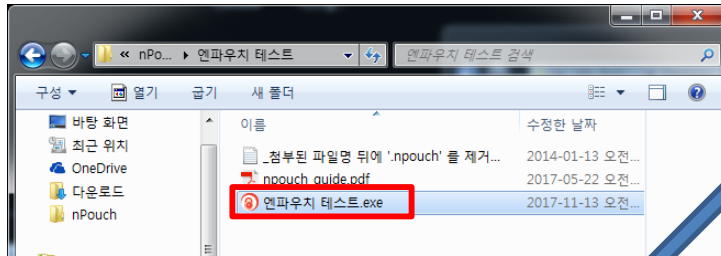 « nPo... ▸ 엔파우치 테스트
엔파우치 테스트 검색
구성 열기 굽기 새 폴더
바탕 화면
최근 위치
OneDrive
다운로드
nPouch
이름 수정한 날짜
_첨부된 파일명 뒤에 '.npouch' 를 제거... 2014-01-13 오전...
npouch_guide.pdf 2017-05-22 오전...
엔파우치 테스트.exe 2017-11-13 오전...